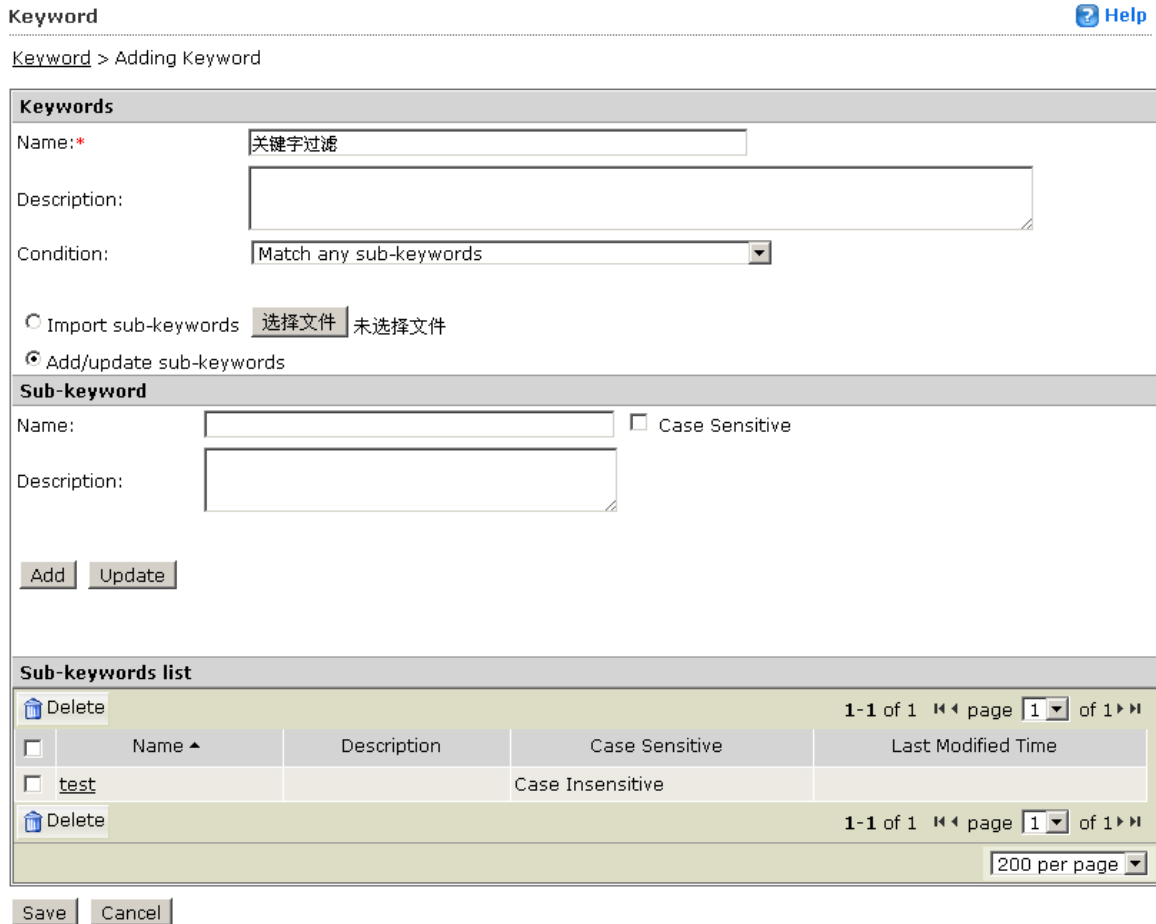 Keyword
Help
Keyword > Adding Keyword
Keywords
Name:* 关键字过滤
Description:
Condition: Match any sub-keywords
Import sub-keywords 选择文件 未选择文件
Add/update sub-keywords
Sub-keyword
Name: Case Sensitive
Description:
Add Update
Sub-keywords list
Delete 1-1 of 1 page 1 of 1
Name Description Case Sensitive Last Modified Time
test Case Insensitive
Delete 1-1 of 1 page 1 of 1
200 per page
Save Cancel